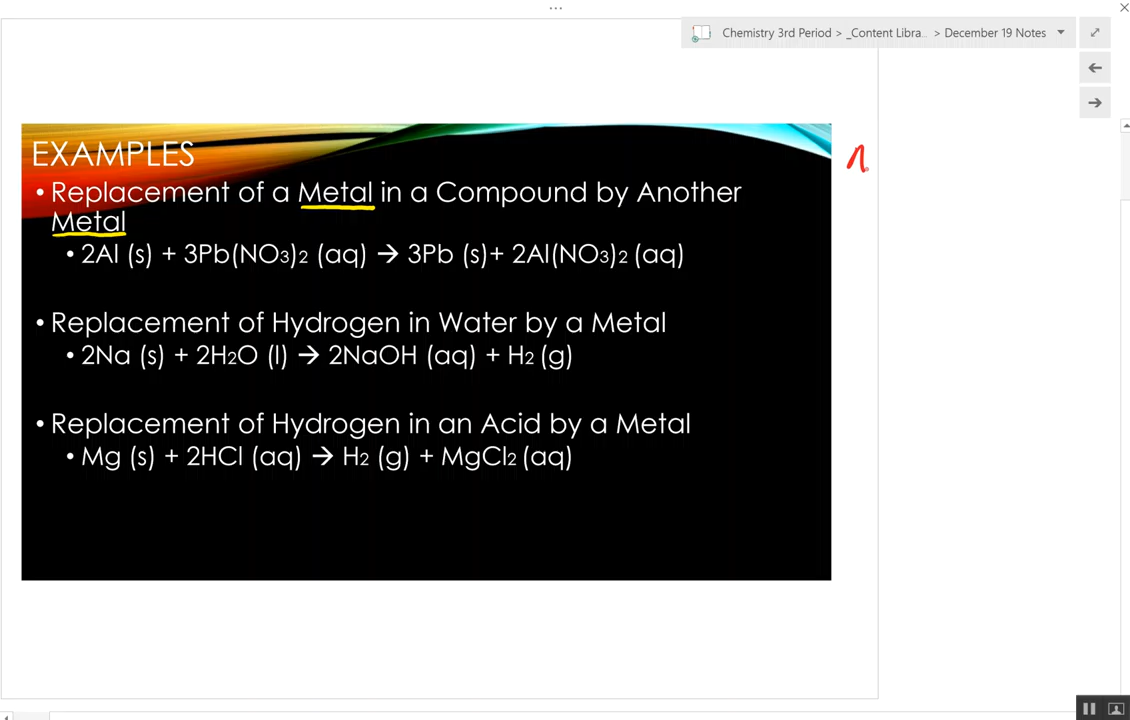 Chemistry 3rd Period > _Content Libra... > December 19 Notes
EXAMPLES
• Replacement of a Metal in a Compound by Another
Metal
• 2Al (s) + 3Pb(NO3)2 (aq) → 3Pb (s)+ 2Al(NO3)2 (aq)
• Replacement of Hydrogen in Water by a Metal
• 2Na (s) + 2H2O (l) → 2NaOH (aq) + H2 (g)
• Replacement of Hydrogen in an Acid by a Metal
• Mg (s) + 2HCl (aq) → H2 (g) + MgCl2 (aq)